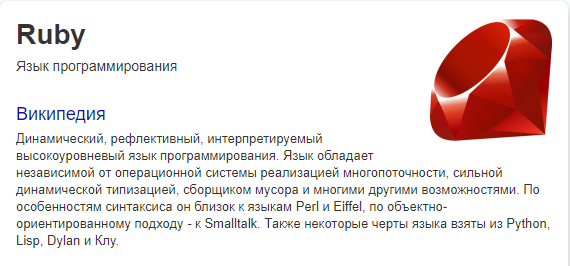 Ruby
Язык программирования
Википедия
Динамический, рефлективный, интерпретируемый
высокоуровневый язык программирования. Язык обладает
независимой от операционной системы реализацией многопоточности, сильной
динамической типизацией, сборщиком мусора и многими другими возможностями. По
особенностям синтаксиса он близок к языкам Perl и Eiffel, по объектно-
ориентированному подходу - к Smalltalk. Также некоторые черты языка взяты из Python,
Lisp, Dylan и Клу.